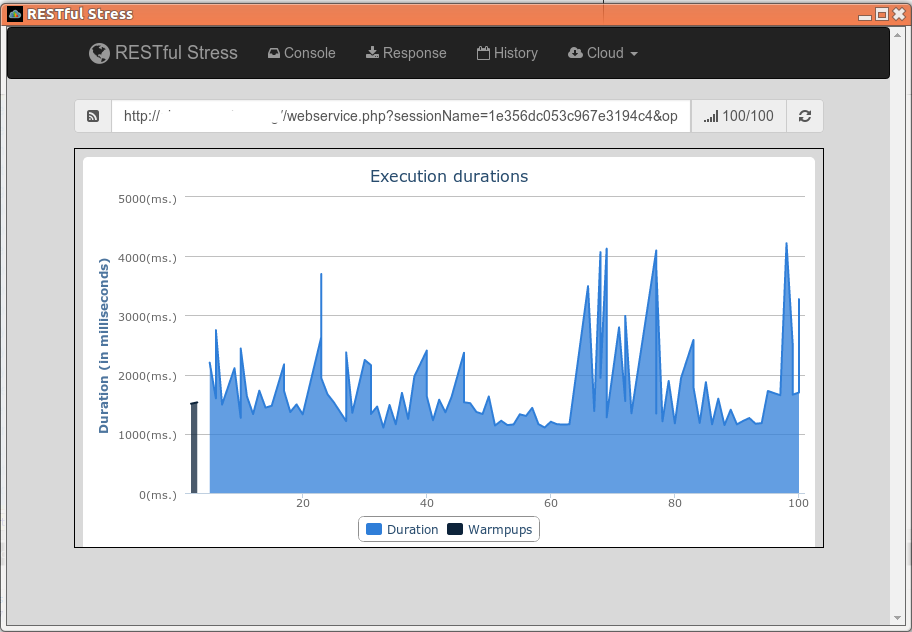 RESTful Stress
RESTful Stress Console Response History Cloud
http:// /webservice.php?sessionName=1e356dc053c967e3194c4&op 100/100
Execution durations
5000(ms.)
4000(ms.)
3000(ms.)
2000(ms.)
1000(ms.)
0(ms.)
Duration (in milliseconds)
20 40 60 80 100
Duration Warmpups